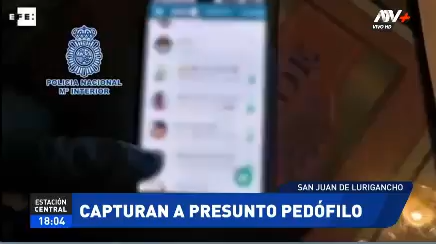 EFE:
ATV+
VIVO HD
POLICIA NACIONAL
Mº INTERIOR
SAN JUAN DE LURIGANCHO
ESTACIÓN
CENTRAL
18:04
CAPTURAN A PRESUNTO PEDÓFILO